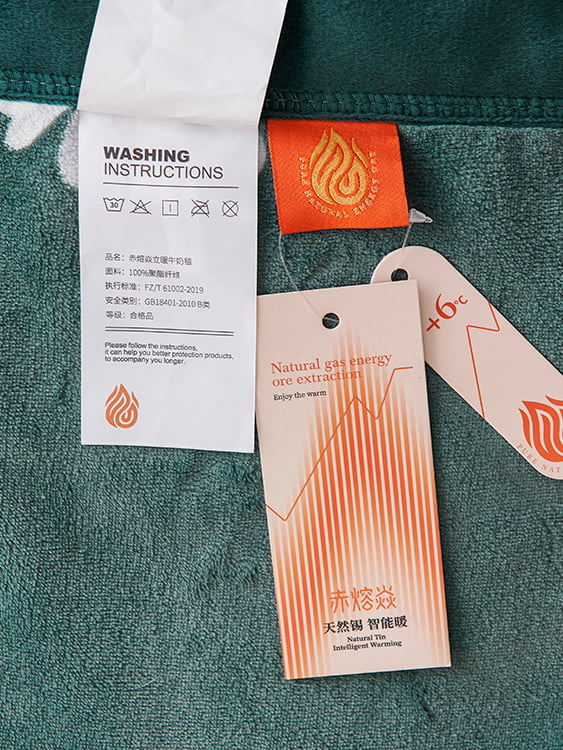 WASHING
INSTRUCTIONS
30
品名：赤熔焱立暖牛奶毯
面料：100%聚酯纤维
执行标准：FZ/T 61002-2019
安全类别：GB18401-2010 B类
等级：合格品
Please follow the instructions,
it can help you better protection products,
to accompany you longer.
PURE NATURAL ENERGY ORE
+6℃
PURE NAT
Natural gas energy
ore extraction
Enjoy the warm
赤熔焱
天然锡 智能暖
Natural Tin
Intelligent Warming